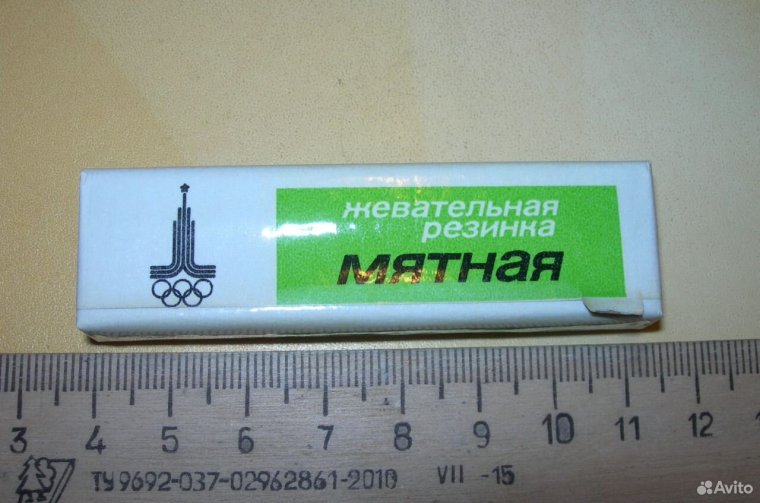 жевательная
резинка
мятная
3 4 5 6 7 8 9 10 11 12
ТУ 9692-037-02962861-2010 VII -15
Avito